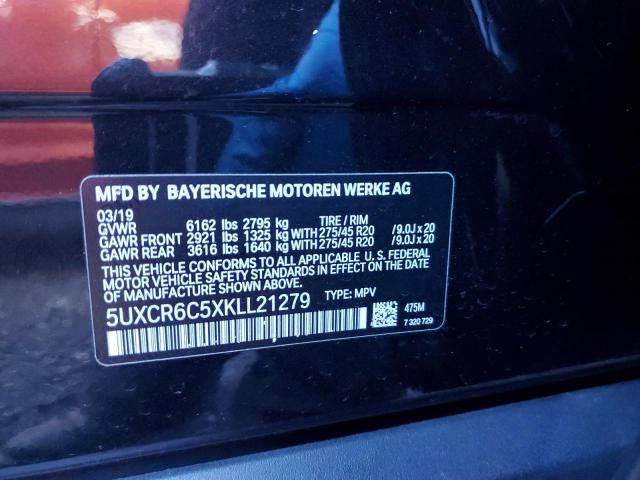 MFD BY BAYERISCHE MOTOREN WERKE AG
03/19
GVWR 6162 lbs 2795 kg TIRE / RIM
GAWR FRONT 2921 lbs 1325 kg WITH 275/45 R20 /9.0J x 20
GAWR REAR 3616 lbs 1640 kg WITH 275/45 R20 /9.0J x 20
THIS VEHICLE CONFORMS TO ALL APPLICABLE U. S. FEDERAL
MOTOR VEHICLE SAFETY STANDARDS IN EFFECT ON THE DATE
OF MANUFACTURE SHOWN ABOVE.
5UXCR6C5XKLL21279 TYPE: MPV
475M
7 320 729